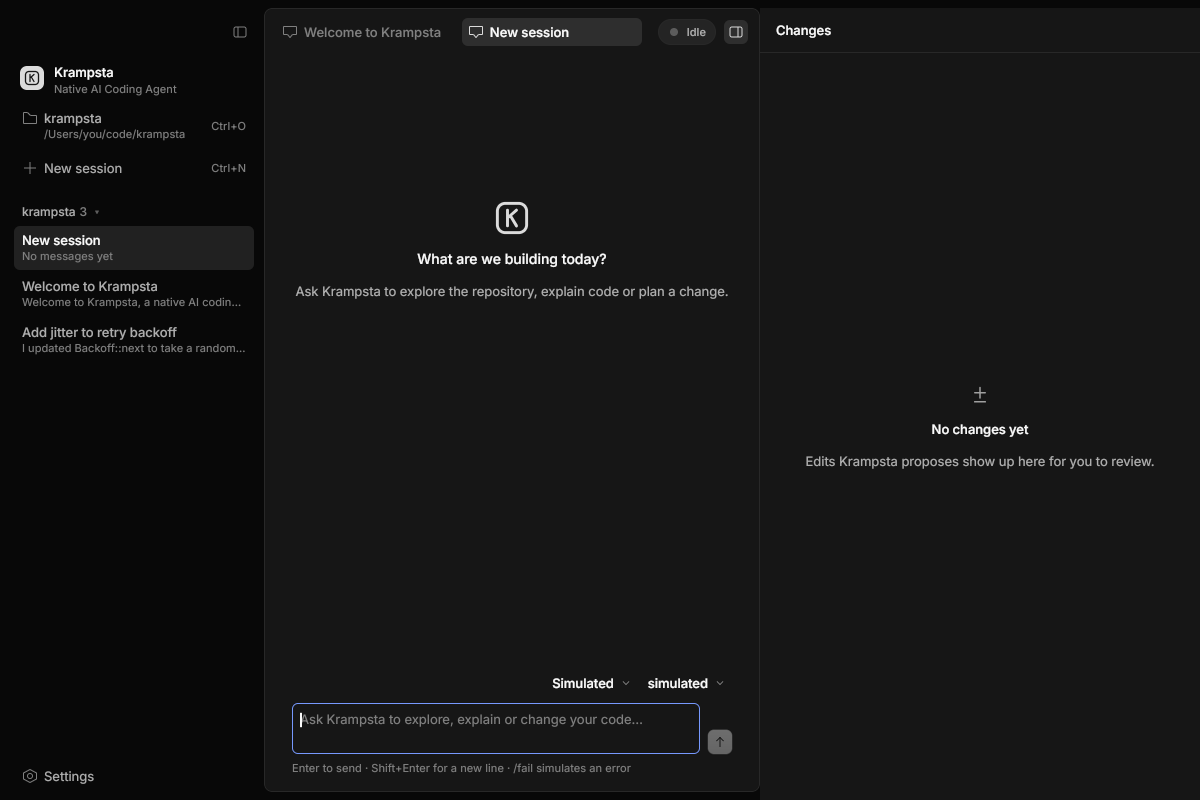 Krampsta
Native AI Coding Agent
krampsta
/Users/you/code/krampsta
Ctrl+O
New session
Ctrl+N
krampsta 3
New session
No messages yet
Welcome to Krampsta
Welcome to Krampsta, a native AI codin...
Add jitter to retry backoff
I updated Backoff::next to take a random...
Settings
Welcome to Krampsta
New session
Idle
K
What are we building today?
Ask Krampsta to explore the repository, explain code or plan a change.
Simulated
simulated
Ask Krampsta to explore, explain or change your code...
Enter to send · Shift+Enter for a new line · /fail simulates an error
Changes
No changes yet
Edits Krampsta proposes show up here for you to review.